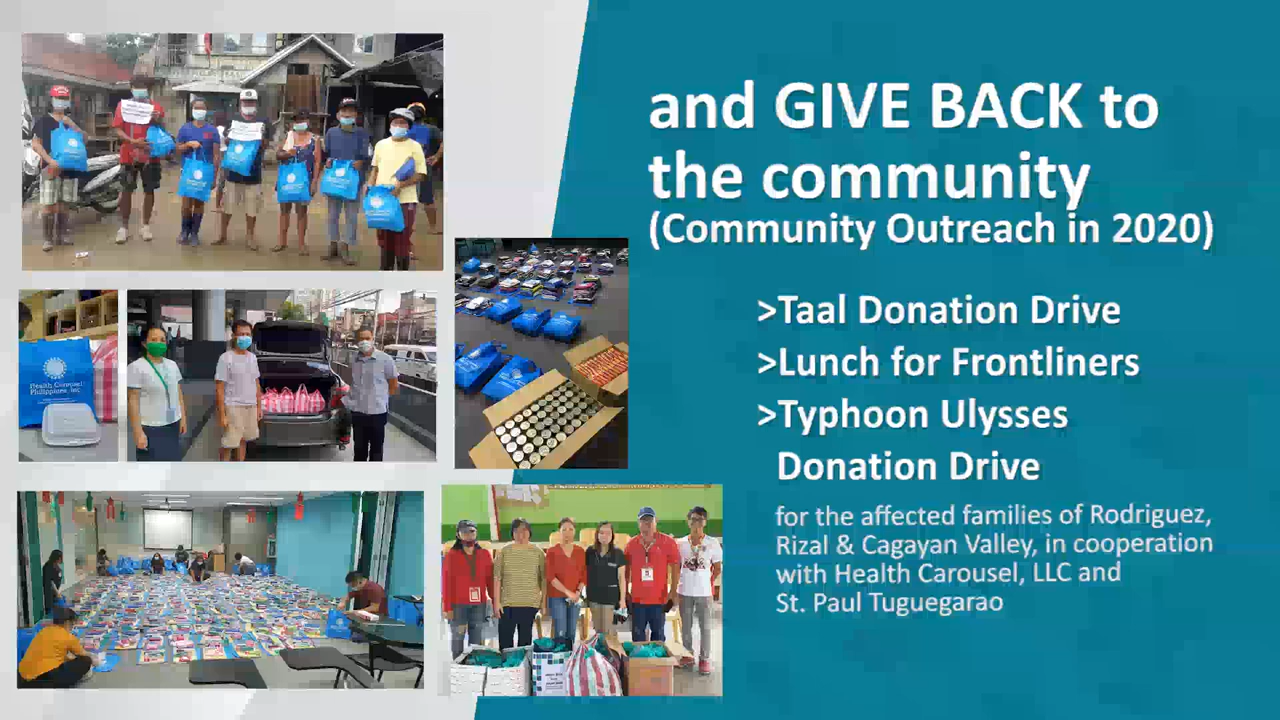 and GIVE BACK to
the community
(Community Outreach in 2020)
>Taal Donation Drive
>Lunch for Frontliners
>Typhoon Ulysses
Donation Drive
for the affected families of Rodriguez,
Rizal & Cagayan Valley, in cooperation
with Health Carousel, LLC and
St. Paul Tuguegarao
Health Carousel
Philippines, Inc.